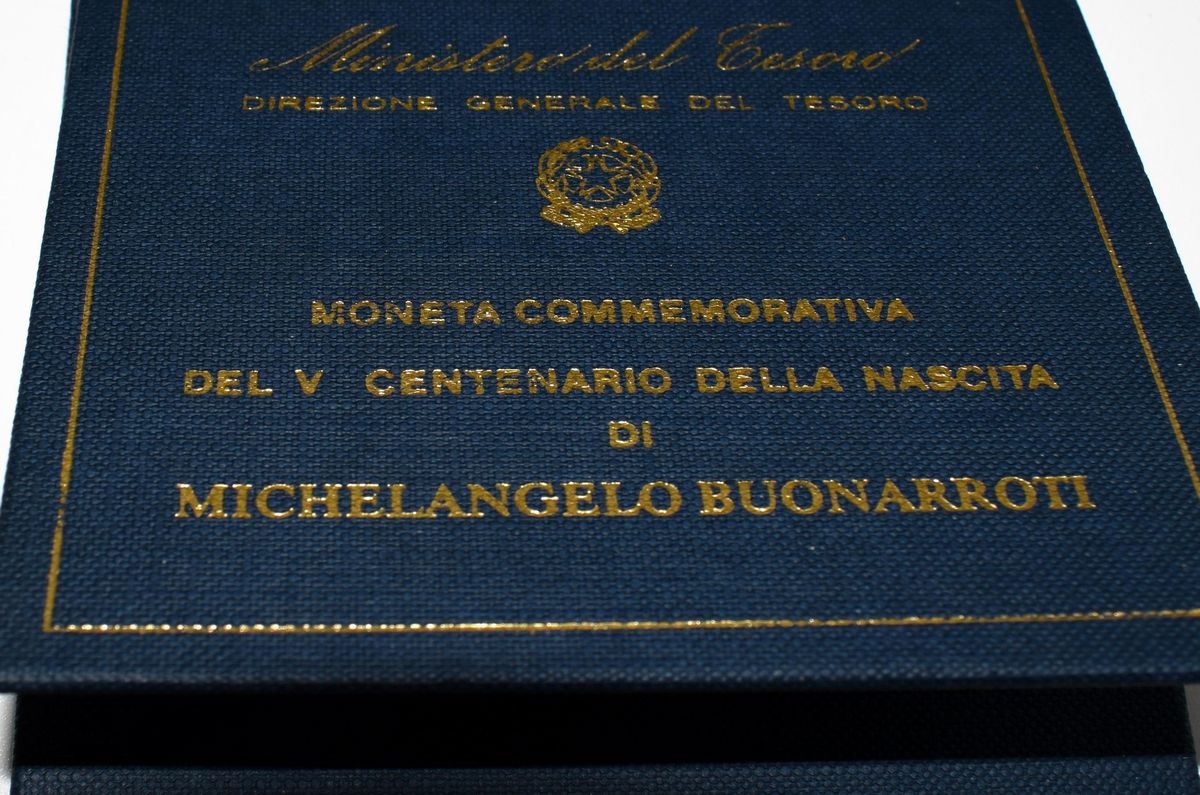 Ministero del Tesoro
DIREZIONE GENERALE DEL TESORO
MONETA COMMEMORATIVA
DEL V CENTENARIO DELLA NASCITA
DI
MICHELANGELO BUONARROTI